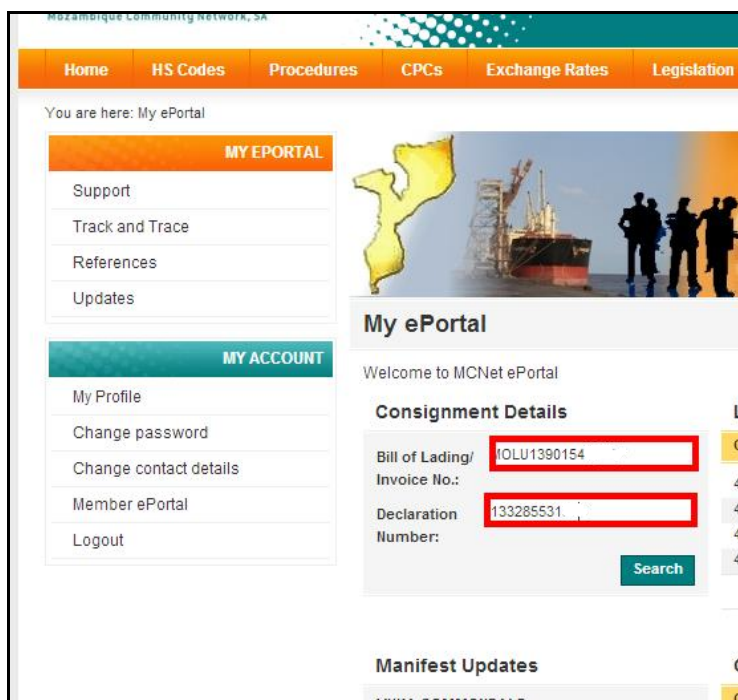 Mozambique Community Network, SA
Home HS Codes Procedures CPCs Exchange Rates Legislation
You are here: My ePortal
MY EPORTAL
Support
Track and Trace
References
Updates
MY ACCOUNT
My Profile
Change password
Change contact details
Member ePortal
Logout
My ePortal
Welcome to MCNet ePortal
Consignment Details
Bill of Lading/
Invoice No.:
MOLU1390154
Declaration
Number:
133285531.
Search
Manifest Updates